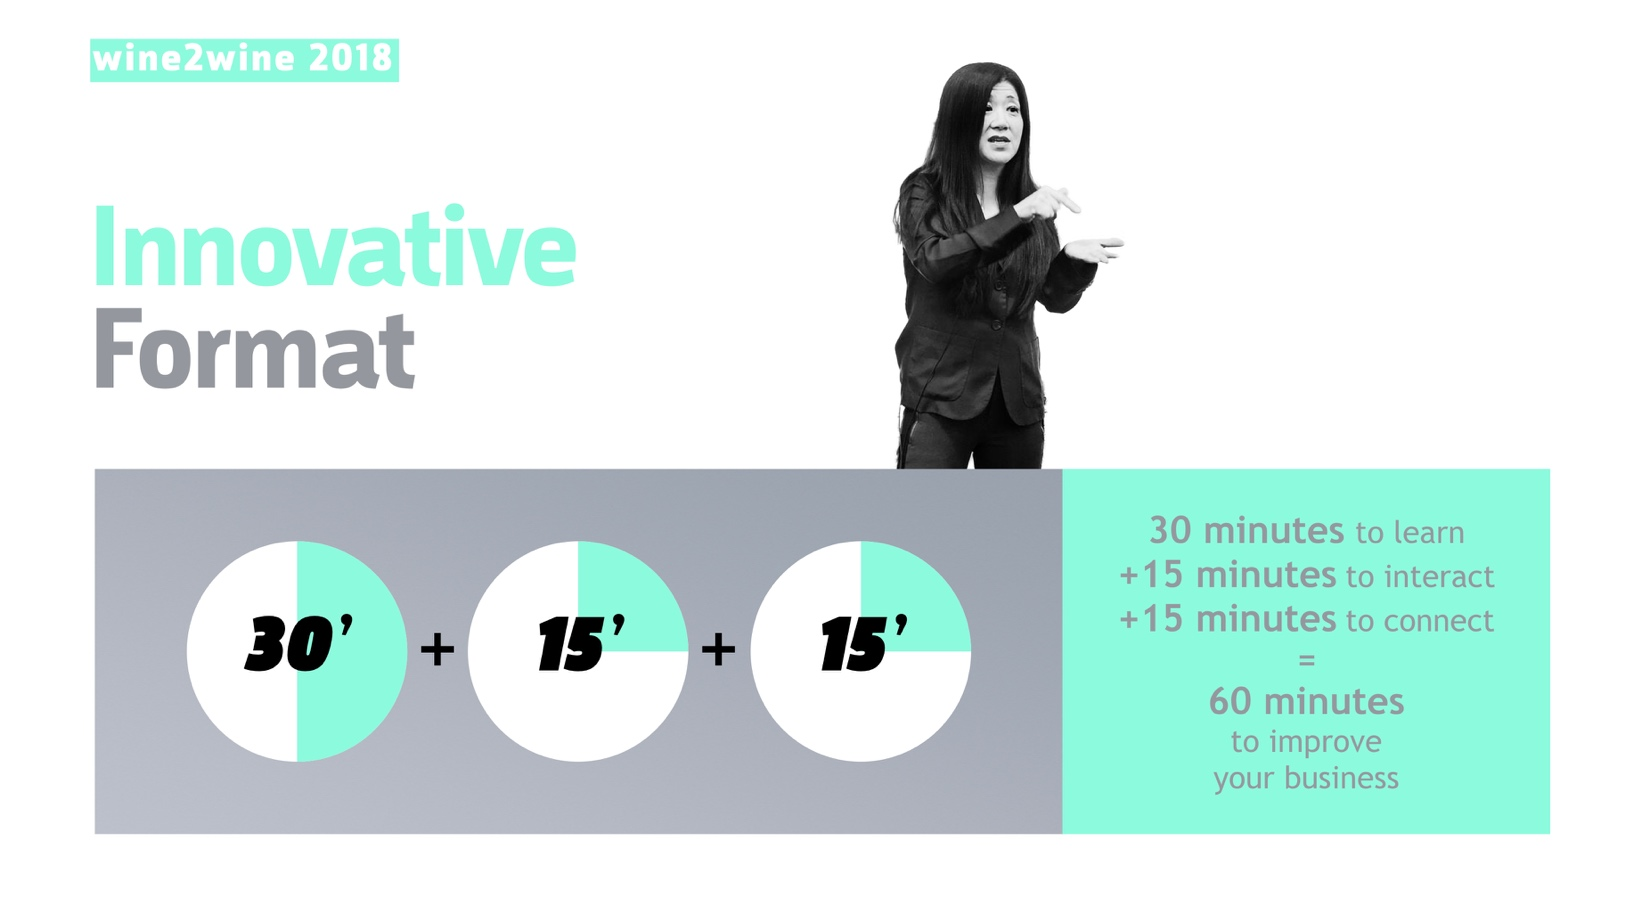 wine2wine 2018
Innovative
Format
30’ + 15’ + 15’
30 minutes to learn
+15 minutes to interact
+15 minutes to connect
=
60 minutes
to improve
your business